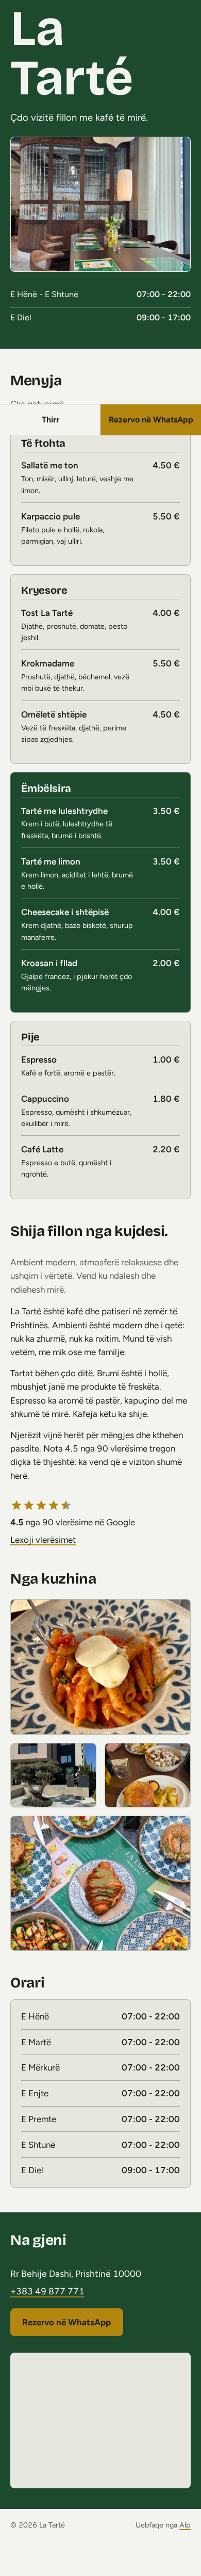 La
Tarté
Çdo vizitë fillon me kafé të mirë.
E Hënë - E Shtunë 07:00 - 22:00
E Diel 09:00 - 17:00
Menyja
Thirr
Rezervo në WhatsApp
Të ftohta
Sallatë me ton 4.50 €
Ton, misër, ullinj, leturë, veshje me
limon.
Karpaccio pule 5.50 €
Fileto pule e hollë, rukola,
parmigian, vaj ulliri.
Kryesore
Tost La Tarté 4.00 €
Djathë, proshutë, domate, pesto
jeshil.
Krokmadame 5.50 €
Proshutë, djathë, béchamel, vezë
mbi bukë të thekur.
Omëletë shtëpie 4.50 €
Vezë të freskëta, djathë, perime
sipas zgjedhjes.
Ëmbëlsira
Tarté me luleshtrydhe 3.50 €
Krem i butë, luleshtrydhe të
freskëta, brumë i brishtë.
Tarté me limon 3.50 €
Krem limon, aciditet i lehtë, brumë
e hollë.
Cheesecake i shtëpisë 4.00 €
Krem djathë, bazë biskotë, shurup
manaferre.
Kroasan i fllad 2.00 €
Gjalpë francez, i pjekur herët çdo
mëngjes.
Pije
Espresso 1.00 €
Kafé e fortë, aromë e pastër.
Cappuccino 1.80 €
Espresso, qumësht i shkumëzuar,
ekuilibër i mirë.
Café Latte 2.20 €
Espresso e butë, qumësht i
ngrohtë.
Shija fillon nga kujdesi.
Ambient modern, atmosferë relaksuese dhe
ushqim i vërtetë. Vend ku ndalesh dhe
ndiehesh mirë.
La Tarté është kafé dhe patiseri në zemër të
Prishtinës. Ambienti është modern dhe i qetë:
nuk ka zhurmë, nuk ka nxitim. Mund të vish
vetëm, me mik ose me familje.
Tartat bëhen çdo ditë. Brumi është i hollë,
mbushjet janë me produkte të freskëta.
Espresso ka aromë të pastër, kapuçino del me
shkumë të mirë. Kafeja këtu ka shije.
Njerëzit vijnë herët për mëngjes dhe kthehen
pasdite. Nota 4.5 nga 90 vlerësime tregon
diçka të thjeshtë: ka vend që e viziton shumë
herë.
4.5 nga 90 vlerësime në Google
Lexoji vlerësimet
Nga kuzhina
Orari
E Hënë 07:00 - 22:00
E Martë 07:00 - 22:00
E Mërkurë 07:00 - 22:00
E Enjte 07:00 - 22:00
E Premte 07:00 - 22:00
E Shtunë 07:00 - 22:00
E Diel 09:00 - 17:00
Na gjeni
Rr Behije Dashi, Prishtinë 10000
+383 49 877 771
Rezervo në WhatsApp
© 2026 La Tarté
Uebfaqe nga Alp